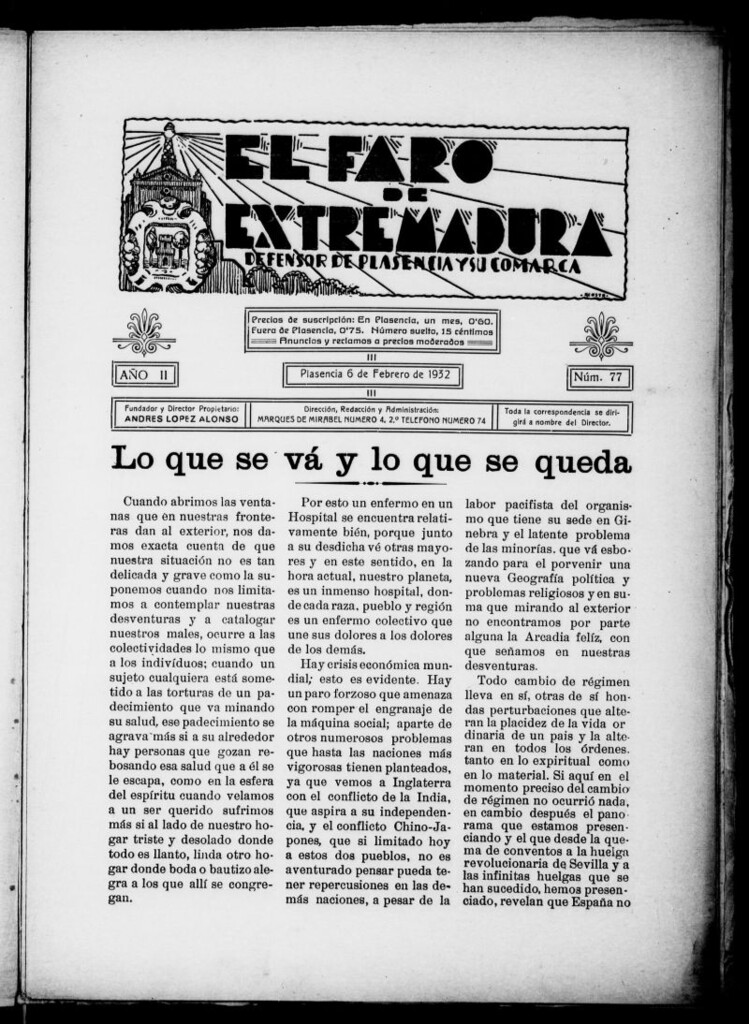 EL FARO
DE
EXTREMADURA
DEFENSOR DE PLASENCIA Y SU COMARCA
Precios de suscripción: En Plasencia, un mes, 0'60.
Fuera de Plasencia, 0'75. Número suelto, 15 céntimos
Anuncios y reclamos a precios moderados
AÑO II
Plasencia 6 de Febrero de 1932
Núm. 77
Fundador y Director Propietario:
ANDRES LOPEZ ALONSO
Dirección, Redacción y Administración:
MARQUES DE MIRABEL NUMERO 4, 2.º TELEFONO NUMERO 74
Toda la correspondencia se diri-
girá a nombre del Director.
Lo que se vá y lo que se queda
Cuando abrimos las venta-
nas que en nuestras fronte-
ras dan al exterior, nos da-
mos exacta cuenta de que
nuestra situación no es tan
delicada y grave como la su-
ponemos cuando nos limita-
mos a contemplar nuestras
desventuras y a catalogar
nuestros males, ocurre a las
colectividades lo mismo que
a los indivíduos; cuando un
sujeto cualquiera está some-
tido a las torturas de un pa-
decimiento que va minando
su salud, ese padecimiento se
agrava más si a su alrededor
hay personas que gozan re-
bosando esa salud que a él se
le escapa, como en la esfera
del espíritu cuando velamos
a un ser querido sufrimos
más si al lado de nuestro ho-
gar triste y desolado donde
todo es llanto, linda otro ho-
gar donde boda o bautizo ale-
gra a los que allí se congre-
gan.
Por esto un enfermo en un
Hospital se encuentra relati-
vamente bién, porque junto
a su desdicha vé otras mayo-
res y en este sentido, en la
hora actual, nuestro planeta,
es un inmenso hospital, don-
de cada raza, pueblo y región
es un enfermo colectivo que
une sus dolores a los dolores
de los demás.
Hay crisis económica mun-
dial; esto es evidente. Hay
un paro forzoso que amenaza
con romper el engranaje de
la máquina social; aparte de
otros numerosos problemas
que hasta las naciones más
vigorosas tienen planteados,
ya que vemos a Inglaterra
con el conflicto de la India,
que aspira a su independen-
cia, y el conflicto Chino-Ja-
pones, que si limitado hoy
a estos dos pueblos, no es
aventurado pensar pueda te-
ner repercusiones en las de-
más naciones, a pesar de la
labor pacifista del organis-
mo que tiene su sede en Gi-
nebra y el latente problema
de las minorías. que vá esbo-
zando para el porvenir una
nueva Geografía política y
problemas religiosos y en su-
ma que mirando al exterior
no encontramos por parte
alguna la Arcadia felíz, con
que señamos en nuestras
desventuras.
Todo cambio de régimen
lleva en sí, otras de sí hon-
das perturbaciones que alte-
ran la placidez de la vida or
dinaria de un pais y la alte-
ran en todos los órdenes.
tanto en lo expiritual como
en lo material. Si aquí en el
momento preciso del cambio
de régimen no ocurrió nada,
en cambio después el pano
rama que estamos presen-
ciando y el que desde la que-
ma de conventos a la huelga
revolucionaria de Sevilla y a
las infinitas huelgas que se
han sucedido, hemos presen-
ciado, revelan que España no